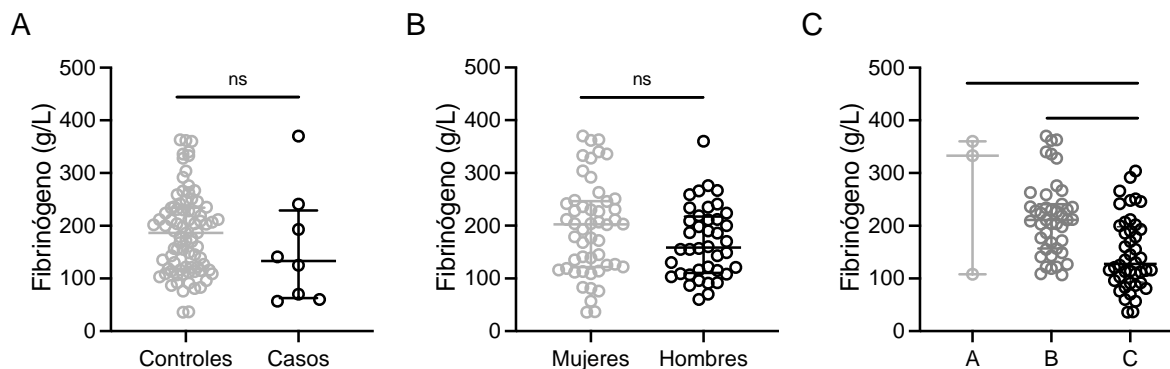 A
Fibrinógeno (g/L)
500
400
300
200
100
0
ns
Controles
Casos
B
Fibrinógeno (g/L)
500
400
300
200
100
0
ns
Mujeres
Hombres
C
Fibrinógeno (g/L)
500
400
300
200
100
0
A
B
C